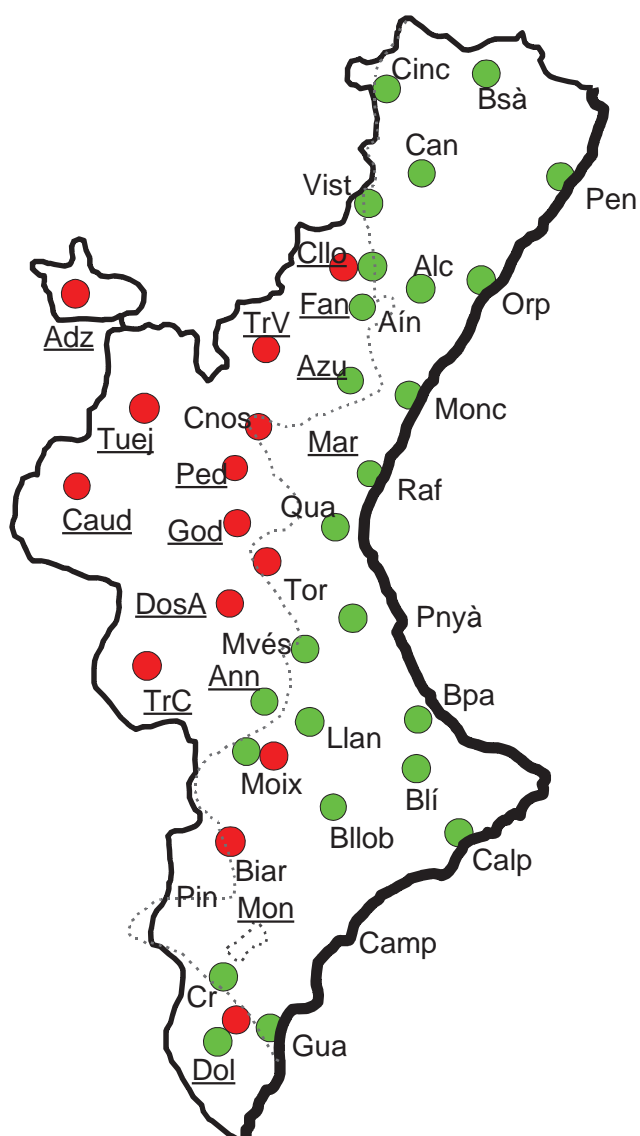 Cinc
Bsà
Can
Vist
Pen
Cllo
Alc
Orp
Fan
Aín
Adz
TrV
Azu
Monc
Cnos
Tuej
Mar
Ped
Raf
Caud
Qua
God
Tor
DosA
Pnyà
Mvés
Ann
TrC
Bpa
Llan
Moix
Blí
Bllob
Calp
Biar
Pin
Mon
Camp
Cr
Gua
Dol